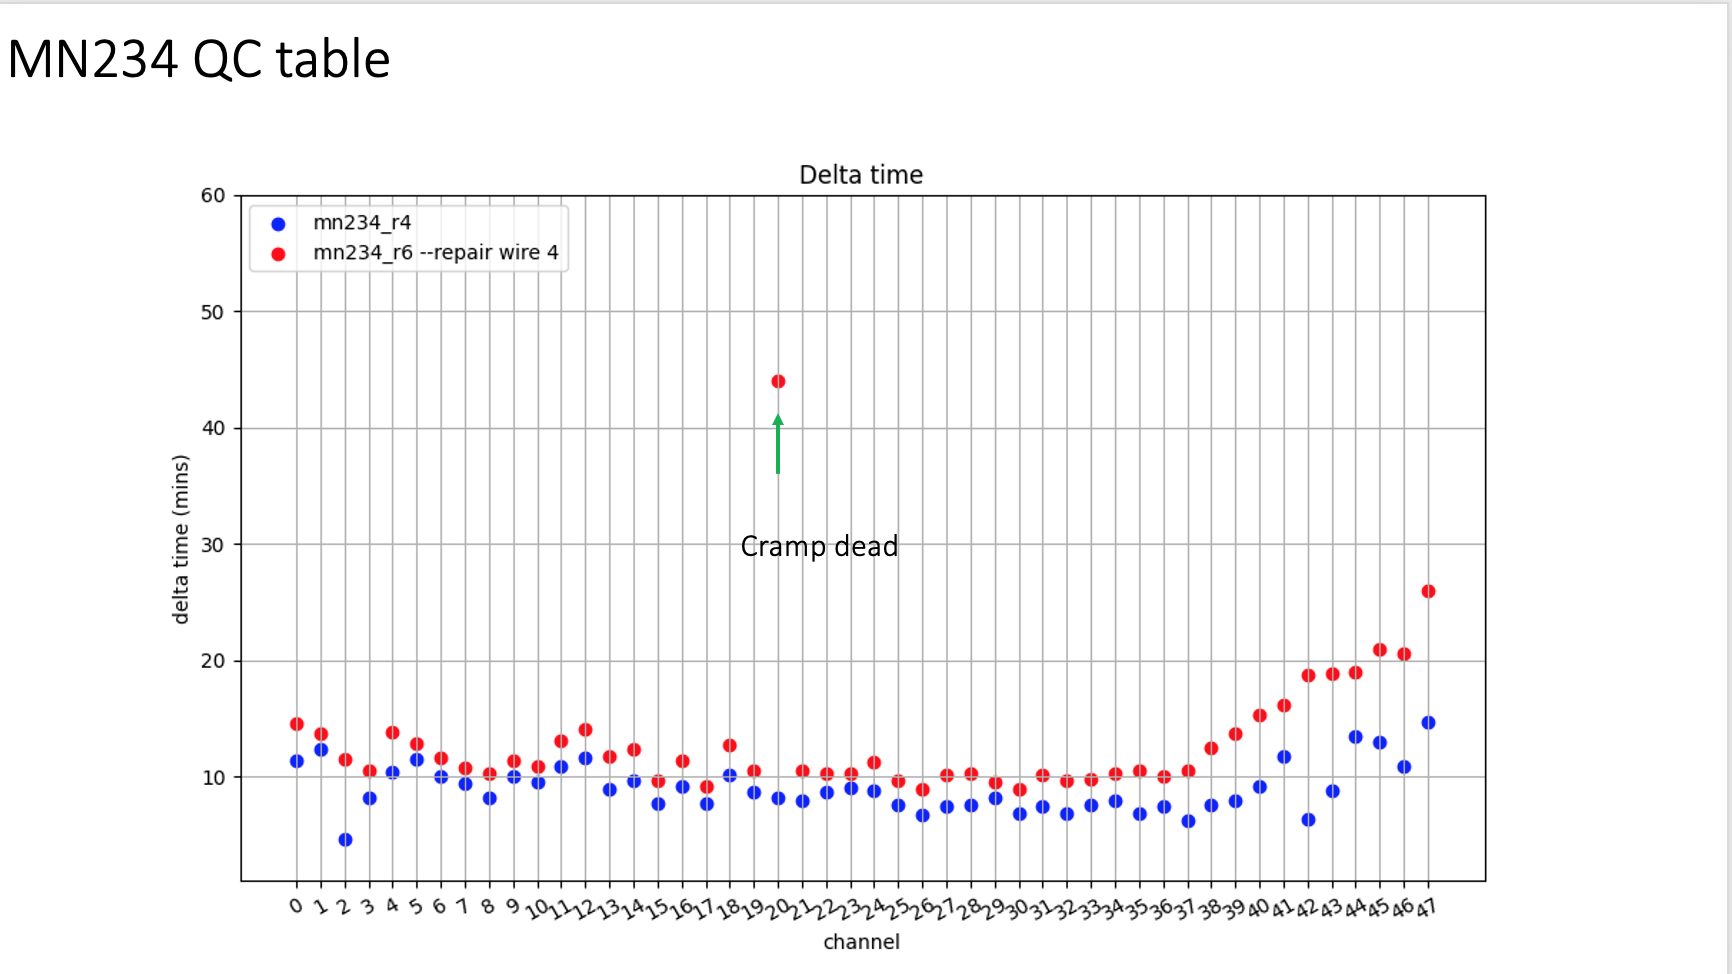 MN234 QC table
Delta time
mn234_r4
mn234_r6 --repair wire 4
60
50
40
30
20
10
delta time (mins)
Cramp dead
0 1 2 3 4 5 6 7 8 9 10 11 12 13 14 15 16 17 18 19 20 21 22 23 24 25 26 27 28 29 30 31 32 33 34 35 36 37 38 39 40 41 42 43 44 45 46 47
channel